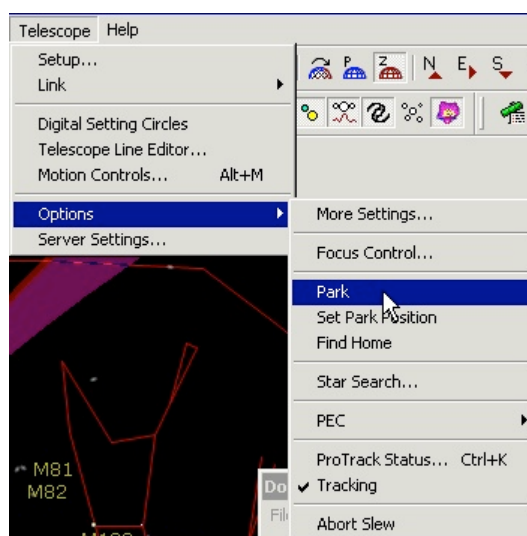 Telescope Help
Setup...
Link
Digital Setting Circles
Telescope Line Editor...
Motion Controls... Alt+M
Options
Server Settings...
P Z N E S
More Settings...
Focus Control...
Park
Set Park Position
Find Home
Star Search...
PEC
ProTrack Status... Ctrl+K
Tracking
Abort Slew
M81
M82
Do